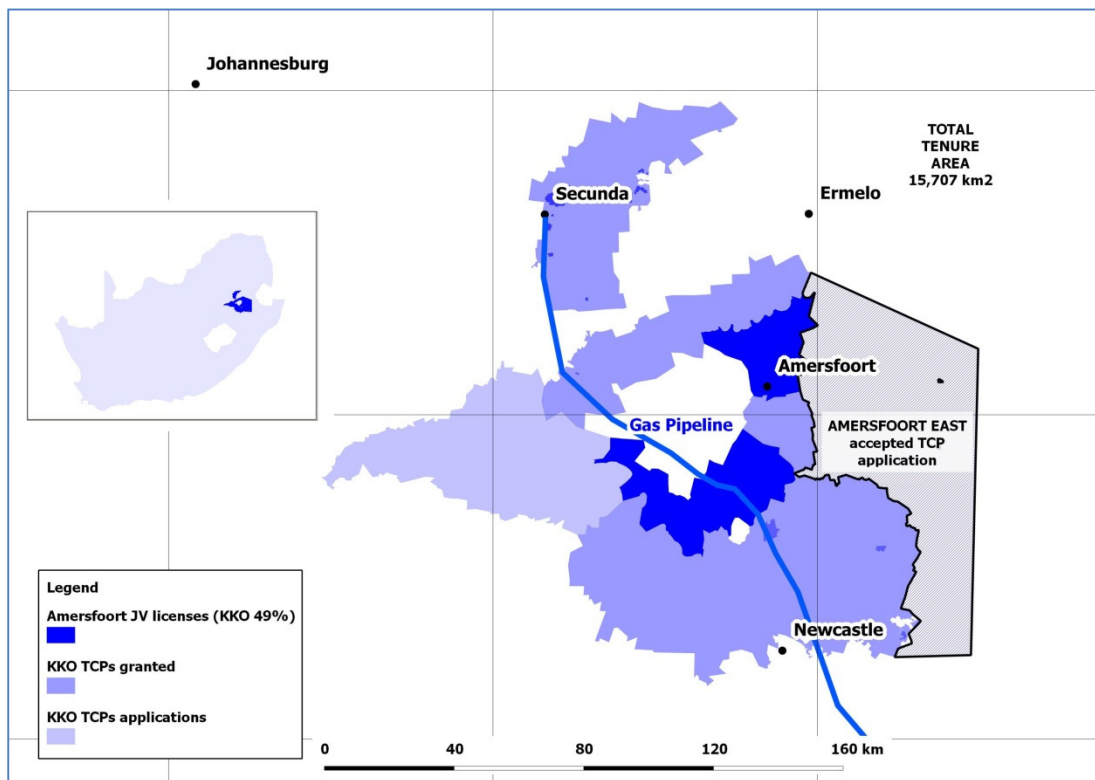 Johannesburg
TOTAL
TENURE
AREA
15,707 km2
Secunda
Ermelo
Amersfoort
Gas Pipeline
AMERSFOORT EAST
accepted TCP
application
Legend
Amersfoort JV licenses (KKO 49%)
KKO TCPs granted
KKO TCPs applications
Newcastle
0 40 80 120 160 km